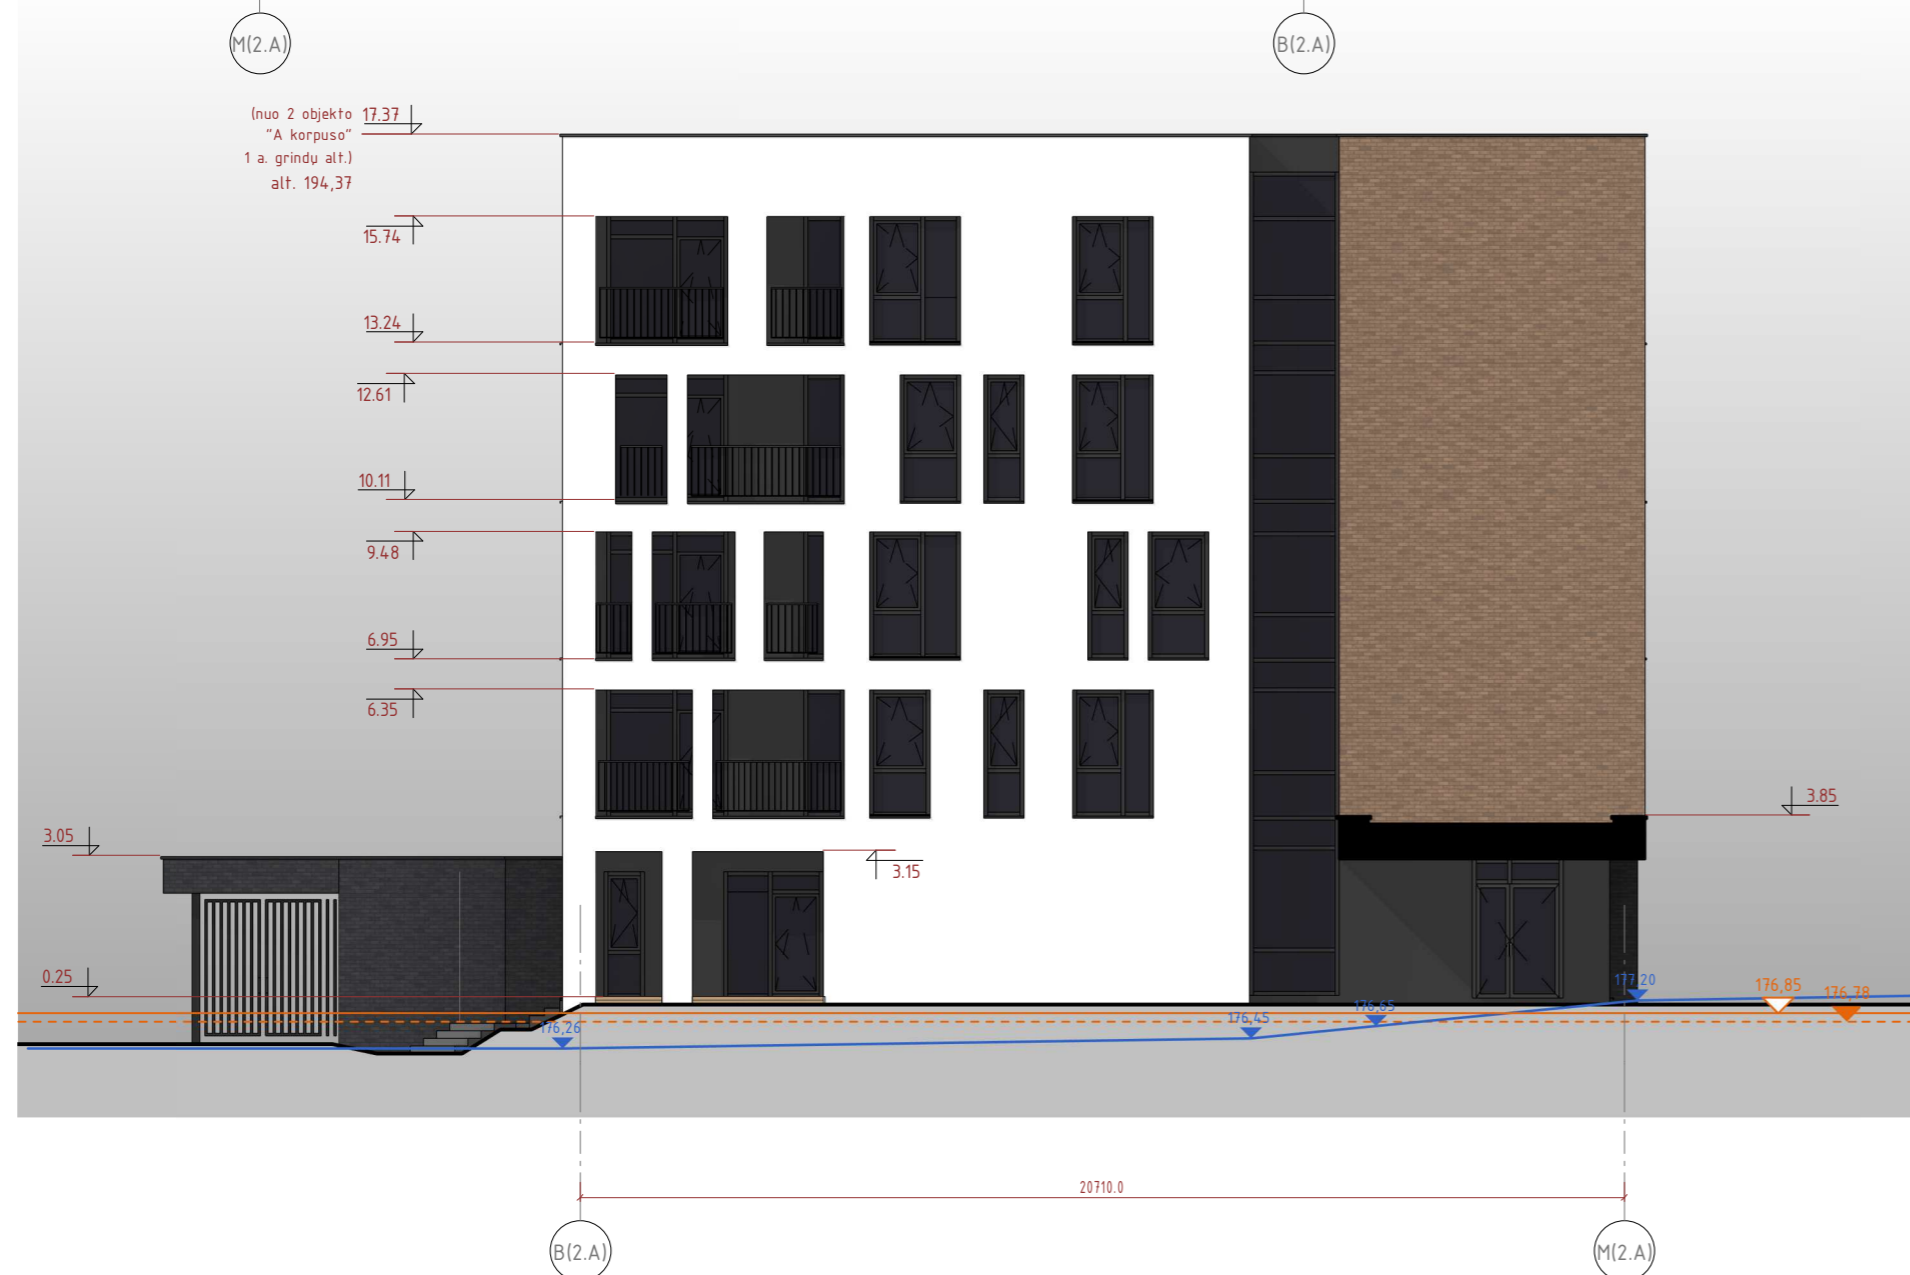 M(2.A)
B(2.A)
(nuo 2 objekto 17.37
"A korpuso"
1 a. grindų alt.)
alt. 194,37
15.74
13.24
12.61
10.11
9.48
6.95
6.35
3.85
3.05
3.15
0.25
177,20
176,85
176,78
176,65
176,45
176,26
20710.0
B(2.A)
M(2.A)